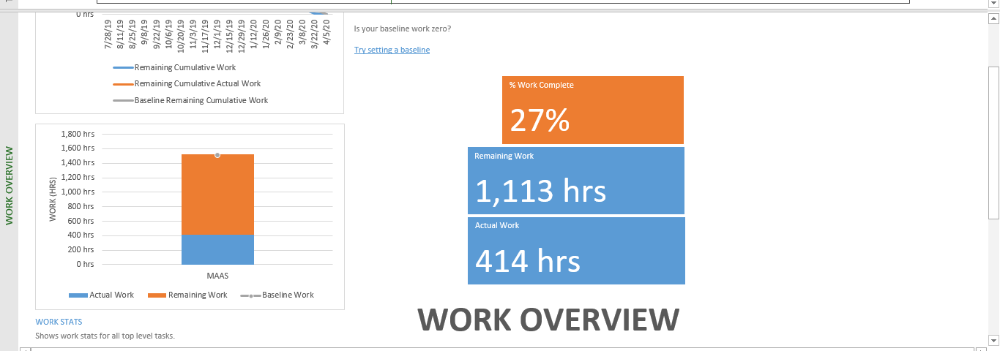 0 hrs
7/28/19
8/11/19
8/25/19
9/8/19
9/22/19
10/6/19
10/20/19
11/3/19
11/17/19
12/1/19
12/15/19
12/29/19
1/12/20
1/26/20
2/9/20
2/23/20
3/8/20
3/22/20
4/5/20
Remaining Cumulative Work
Remaining Cumulative Actual Work
Baseline Remaining Cumulative Work
Is your baseline work zero?
Try setting a baseline
WORK OVERVIEW
1,800 hrs
1,600 hrs
1,400 hrs
1,200 hrs
1,000 hrs
800 hrs
600 hrs
400 hrs
200 hrs
0 hrs
WORK (HRS)
MAAS
Actual Work
Remaining Work
Baseline Work
WORK STATS
Shows work stats for all top level tasks.
% Work Complete
27%
Remaining Work
1,113 hrs
Actual Work
414 hrs
WORK OVERVIEW